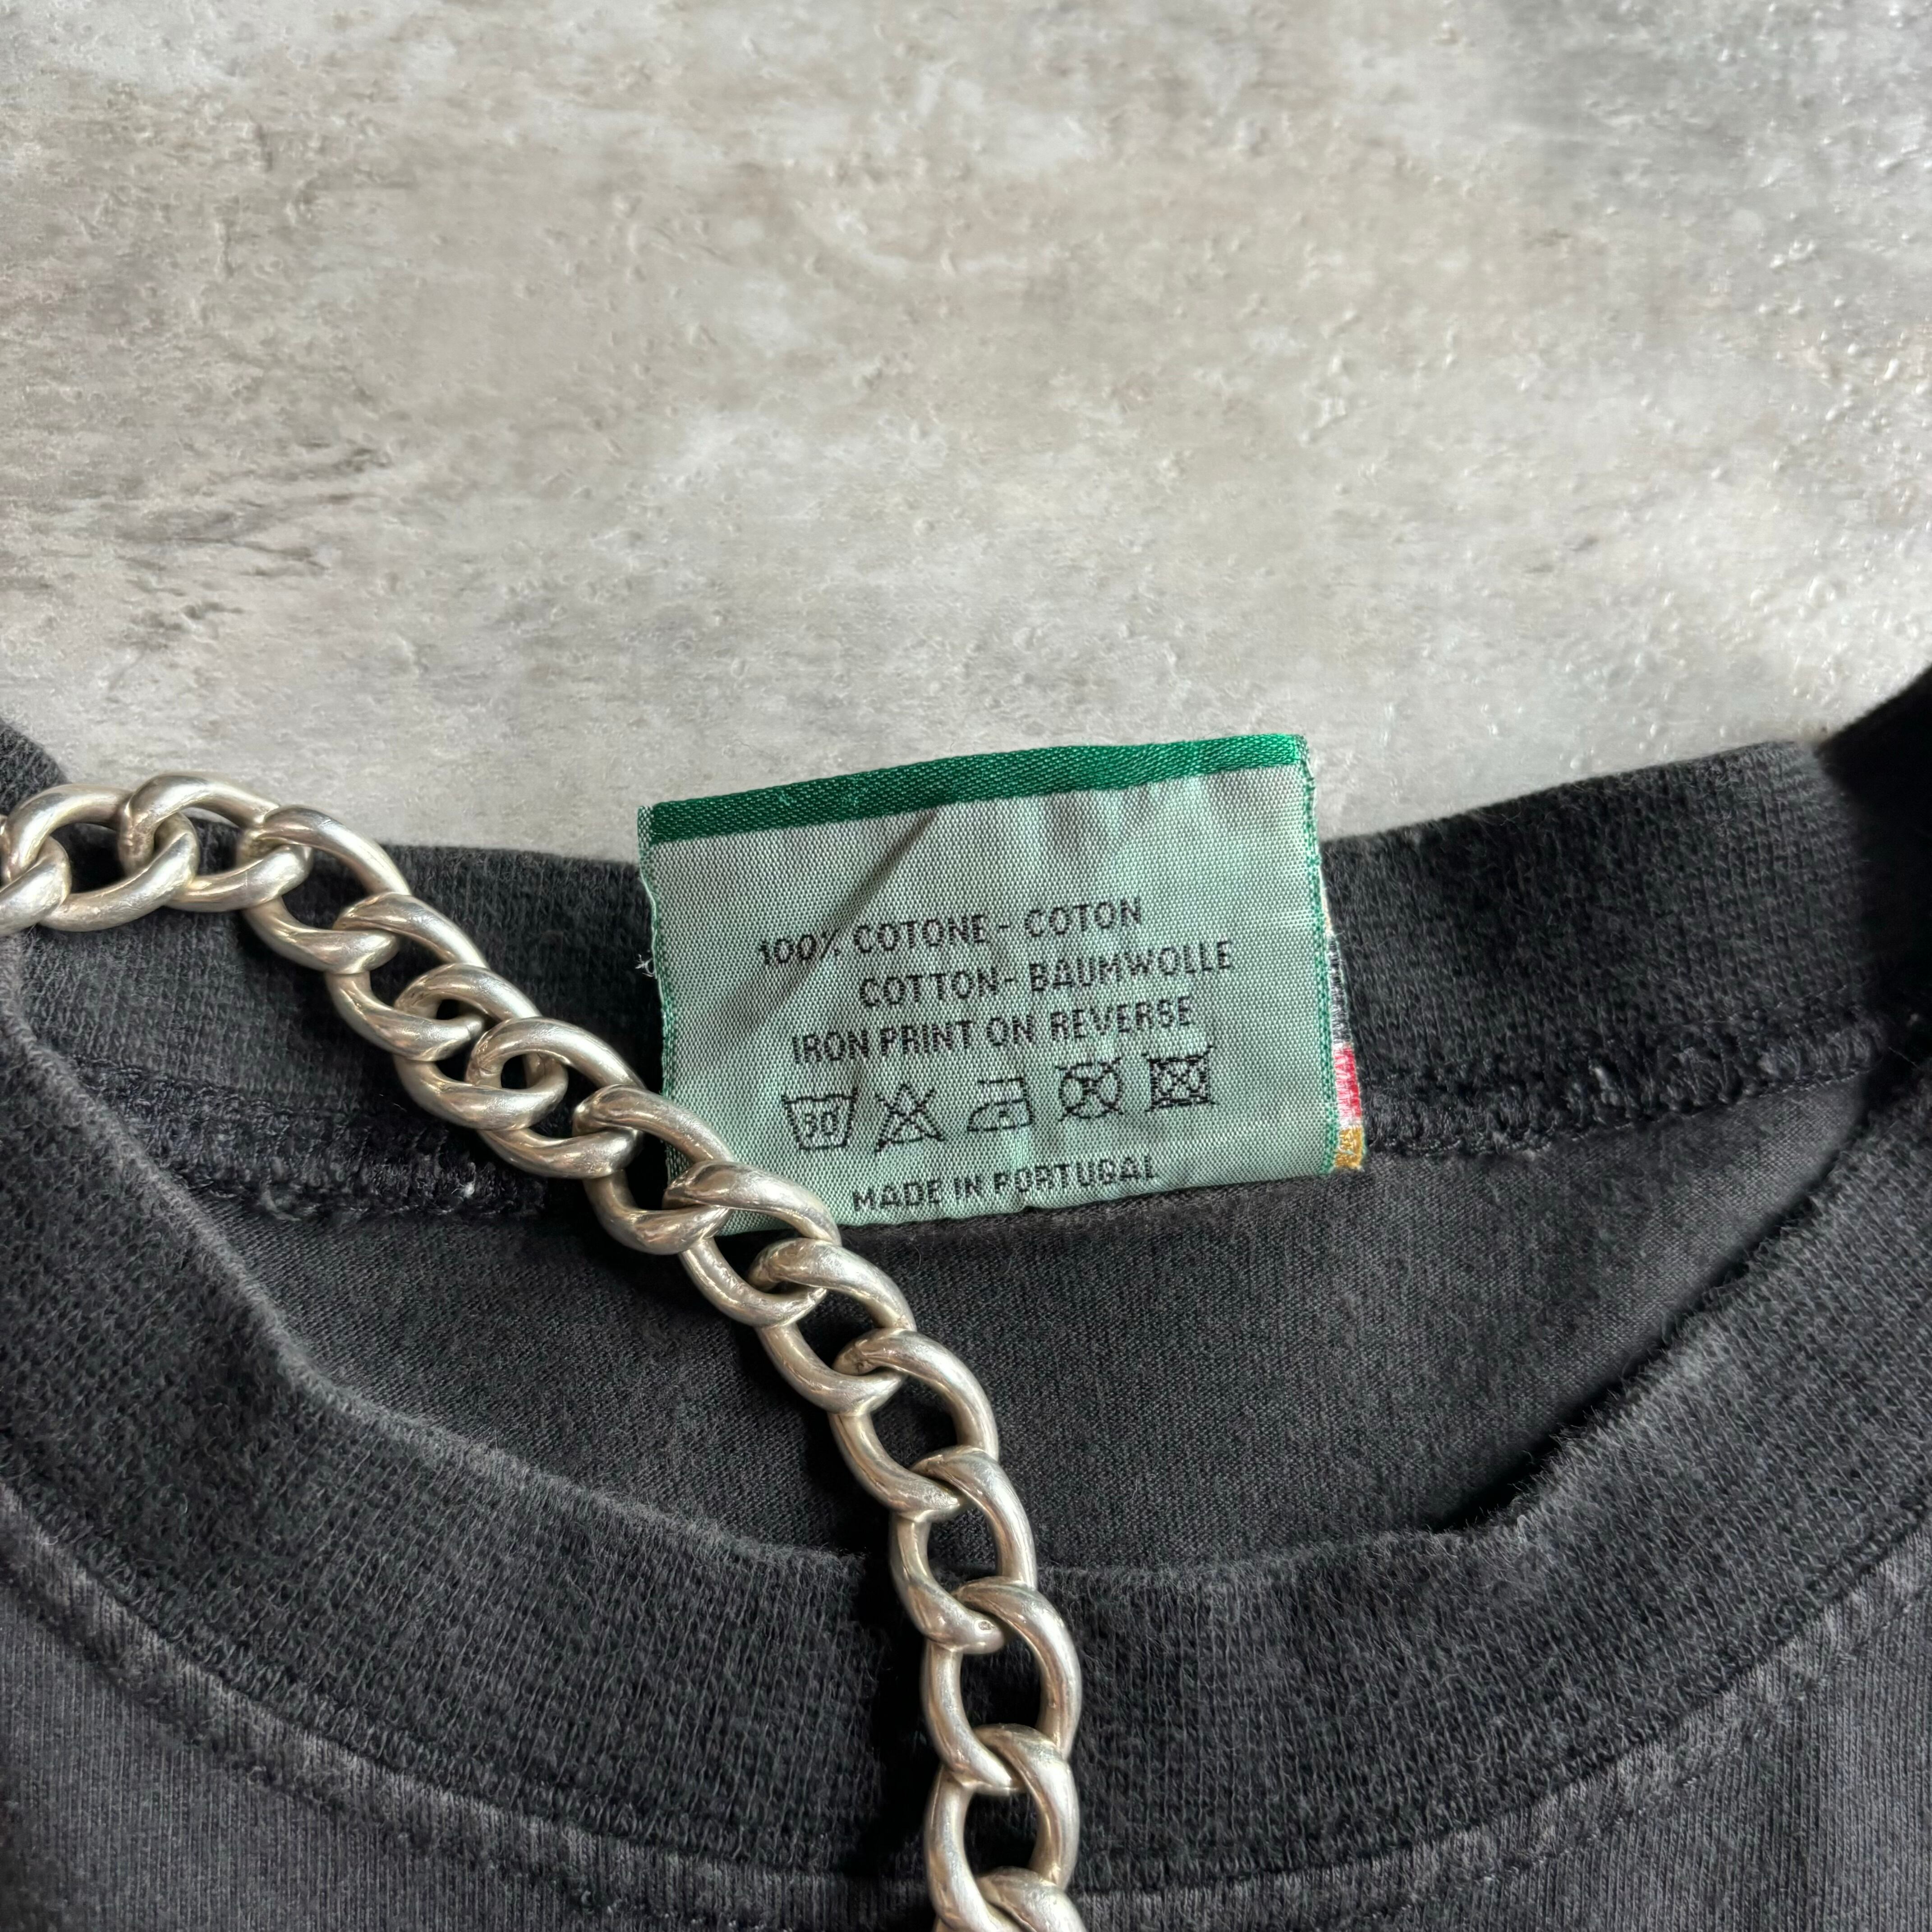 100% COTONE - COTON
COTTON - BAUMWOLLE
IRON PRINT ON REVERSE
30
MADE IN PORTUGAL